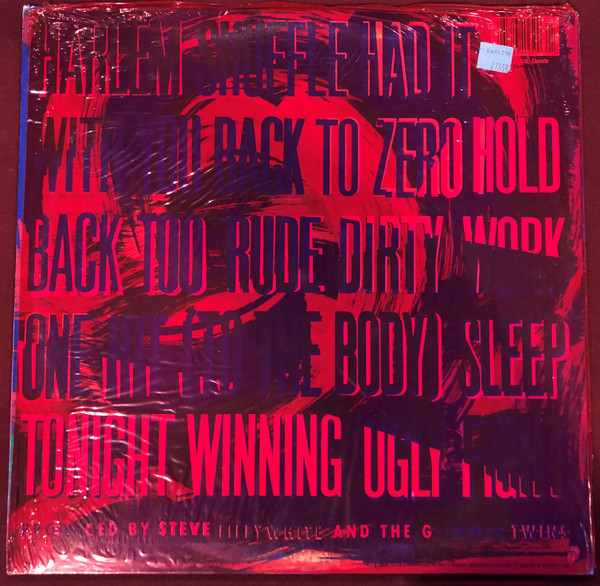 HARLEM SHUFFLE HAD IT
WITH YOU BACK TO ZERO HOLD
BACK TOO RUDE DIRTY WORK
ONE HIT (TO THE BODY) SLEEP
TONIGHT WINNING UGLY FIGHT
PRODUCED BY STEVE LILLYWHITE AND THE G TWINS